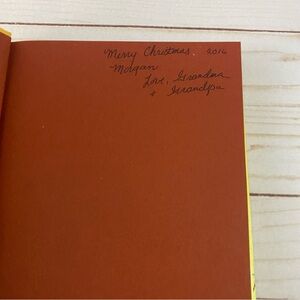 Merry Christmas, 2016
Morgan
Love, Grandma
& Grandpa